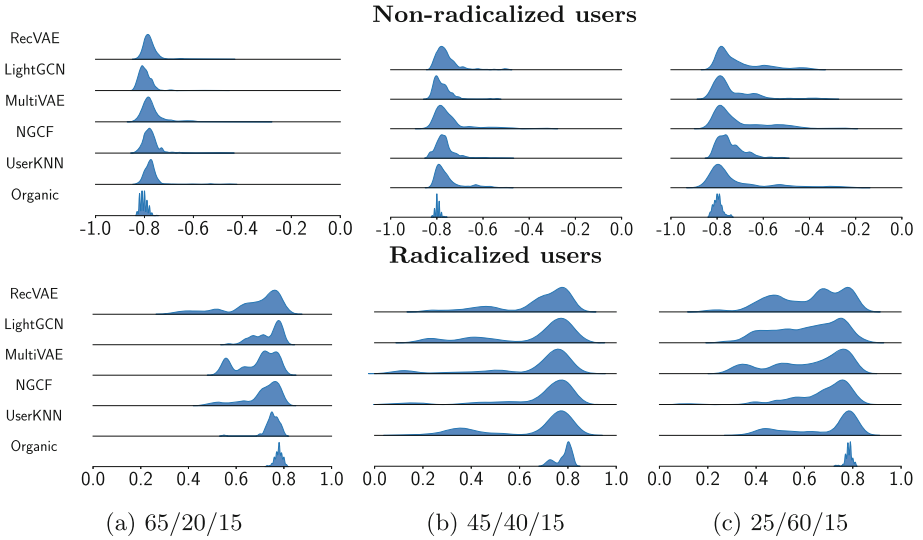 Non-radicalized users
RecVAE
LightGCN
MultiVAE
NGCF
UserKNN
Organic
-1.0 -0.8 -0.6 -0.4 -0.2 0.0
-1.0 -0.8 -0.6 -0.4 -0.2 0.0
-1.0 -0.8 -0.6 -0.4 -0.2 0.0
Radicalized users
RecVAE
LightGCN
MultiVAE
NGCF
UserKNN
Organic
0.0 0.2 0.4 0.6 0.8 1.0
0.0 0.2 0.4 0.6 0.8 1.0
0.0 0.2 0.4 0.6 0.8 1.0
(a) 65/20/15
(b) 45/40/15
(c) 25/60/15